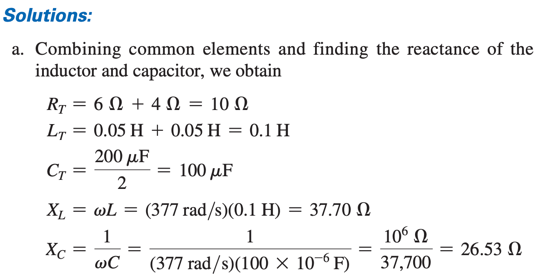 Solutions:
a. Combining common elements and finding the reactance of the
inductor and capacitor, we obtain
R_T = 6 Ω + 4 Ω = 10 Ω
L_T = 0.05 H + 0.05 H = 0.1 H
C_T = 200 μF / 2 = 100 μF
X_L = ωL = (377 rad/s)(0.1 H) = 37.70 Ω
X_C = 1 / ωC = 1 / (377 rad/s)(100 × 10⁻⁶ F) = 10⁶ Ω / 37,700 = 26.53 Ω